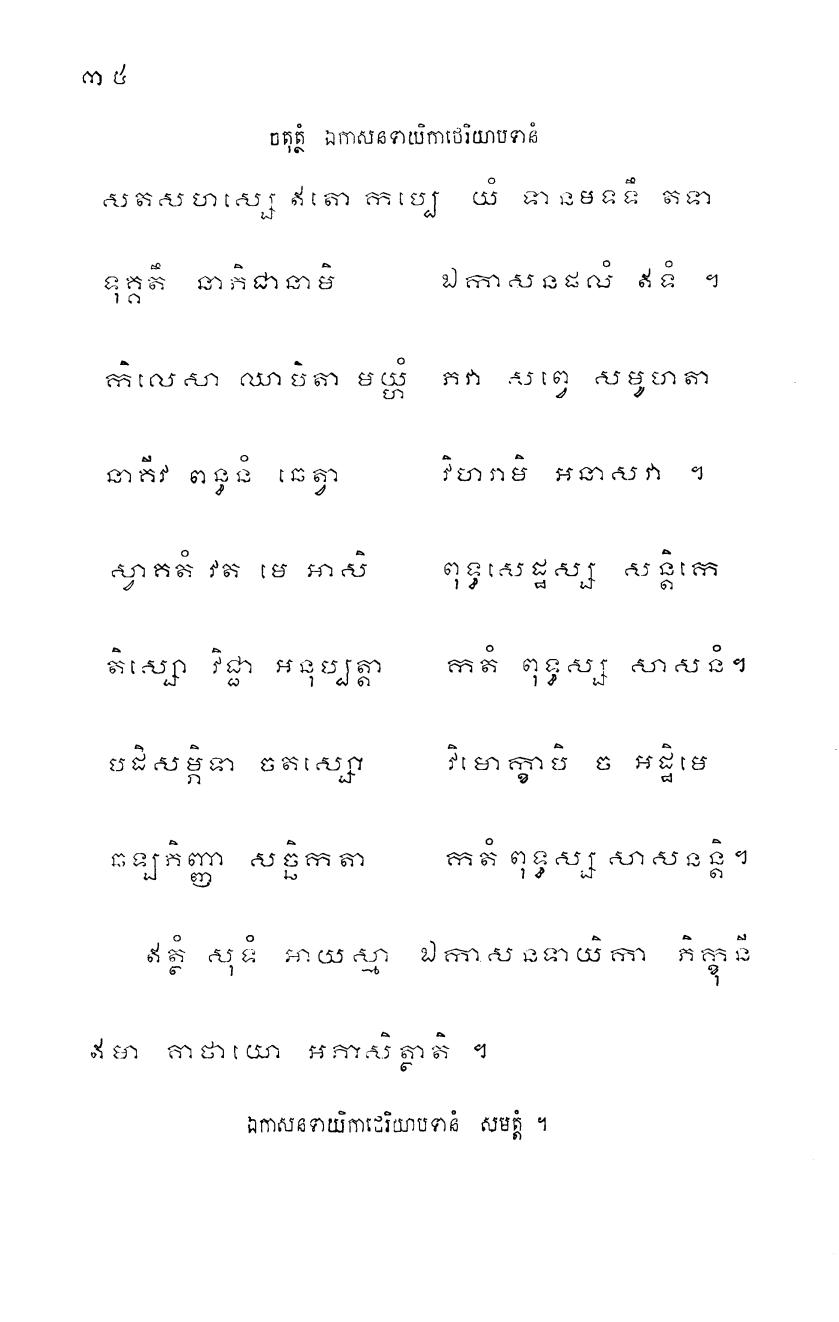 ៣៥
ចតុត្ថំ ឯកាសនទាយិកាថេរិយាបទានំ
សតសហស្សេ ឥតោ កប្បេ យំ ទានមទទឹ តទា
ទុគ្គតឹ នាភិជានាមិ ឯកាសនផលំ ឥទំ ។
កិលេសា ឈាបិតា មយ្ហំ ភវា សព្វេ សមូហតា
នាគីវ ពន្ធនំ ឆេត្វា វិហរាមិ អនាសវា ។
ស្វាគតំ វត មេ អាសិ ពុទ្ធសេដ្ឋស្ស សន្តិកេ
តិស្សោ វិជ្ជា អនុប្បត្តា កតំ ពុទ្ធស្ស សាសនំ។
បដិសម្ភិទា ចតស្សោ វិមោក្ខាបិ ច អដ្ឋិមេ
ឆឡភិញ្ញា សច្ឆិកតា កតំ ពុទ្ធស្ស សាសនន្តិ។
ឥត្ថំ សុទំ អាយស្មា ឯកាសនទាយិកា ភិក្ខុនី
ឥមា គាថាយោ អភាសិត្ថាតិ ។
ឯកាសនទាយិកាថេរិយាបទានំ សមត្តំ ។